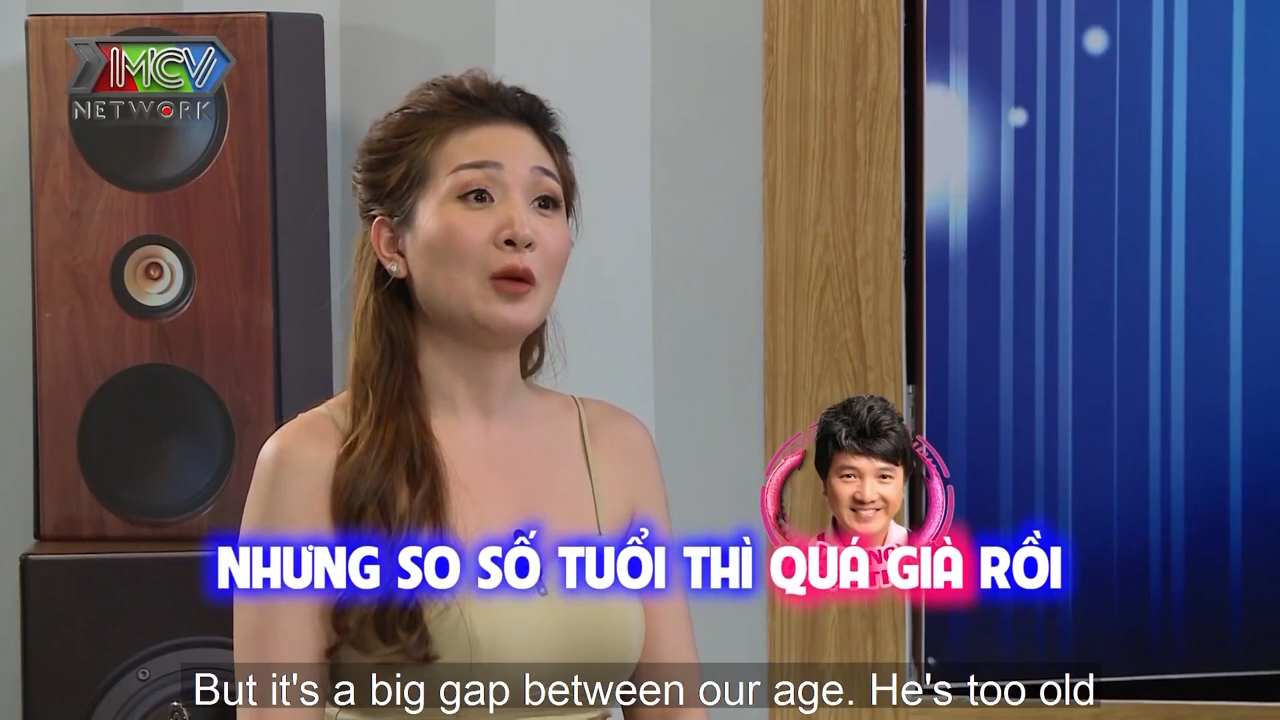 MCV
NETWORK
NHƯNG SO SỐ TUỔI THÌ QUÁ GIÀ RỒI
But it's a big gap between our age. He's too old